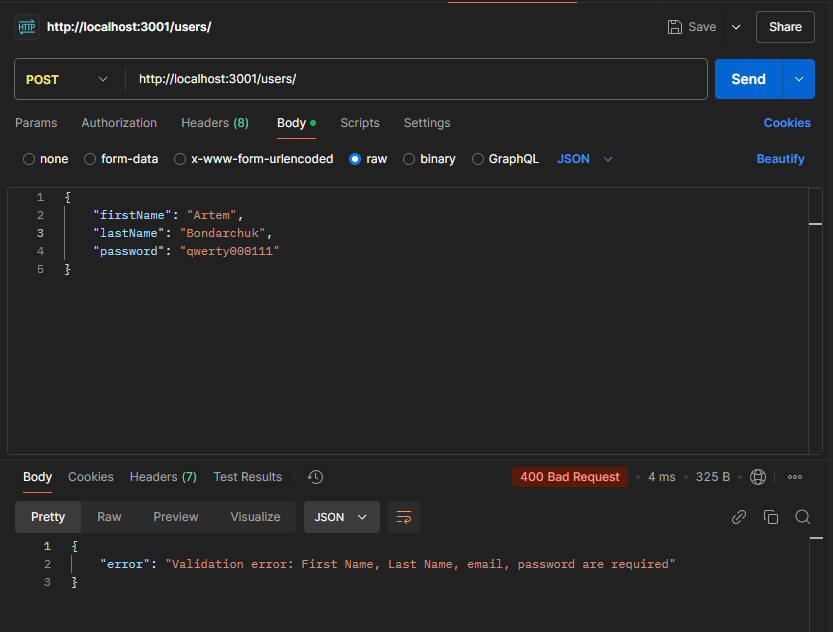 HTTP http://localhost:3001/users/ Save Share
POST http://localhost:3001/users/ Send
Params Authorization Headers (8) Body Scripts Settings Cookies
none form-data x-www-form-urlencoded raw binary GraphQL JSON Beautify
1 {
2 "firstName": "Artem",
3 "lastName": "Bondarchuk",
4 "password": "qwerty000111"
5 }
Body Cookies Headers (7) Test Results 400 Bad Request 4 ms 325 B
Pretty Raw Preview Visualize JSON
1 {
2 "error": "Validation error: First Name, Last Name, email, password are required"
3 }